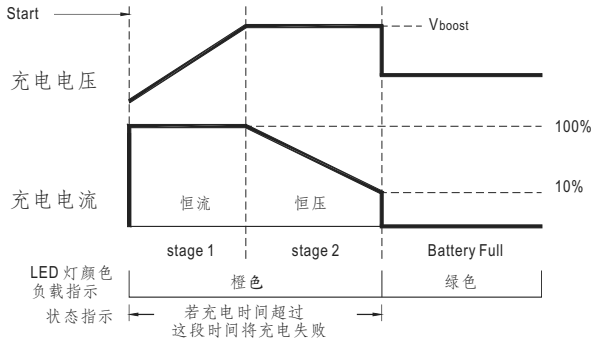 Start
Vboost
充电电压
100%
10%
充电电流
恒流
恒压
stage 1
stage 2
Battery Full
LED 灯颜色
负载指示
橙色
绿色
状态指示
若充电时间超过
这段时间将充电失败